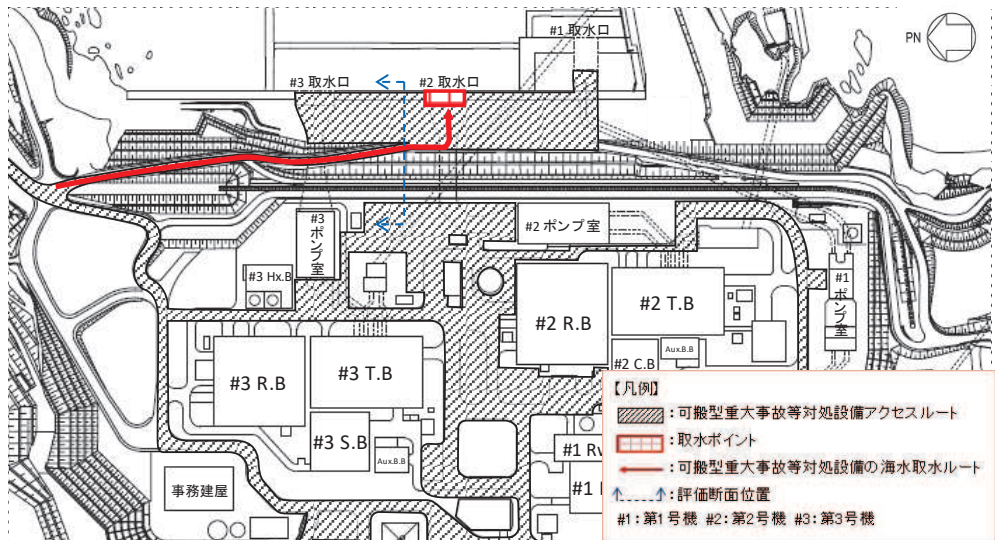 #1 取水口
PN
#3 取水口
#2 取水口
#3
ポンプ室
#2 ポンプ室
#3 Hx.B
#1
ポンプ室
#2 R.B
#2 T.B
#2 C.B
Aux.B.B
#3 R.B
#3 T.B
#3 S.B
Aux.B.B
#1
#1
事務建屋
【凡例】
:可搬型重大事故等対処設備アクセスルート
:取水ポイント
:可搬型重大事故等対処設備の海水取水ルート
:評価断面位置
#1:第1号機 #2:第2号機 #3:第3号機